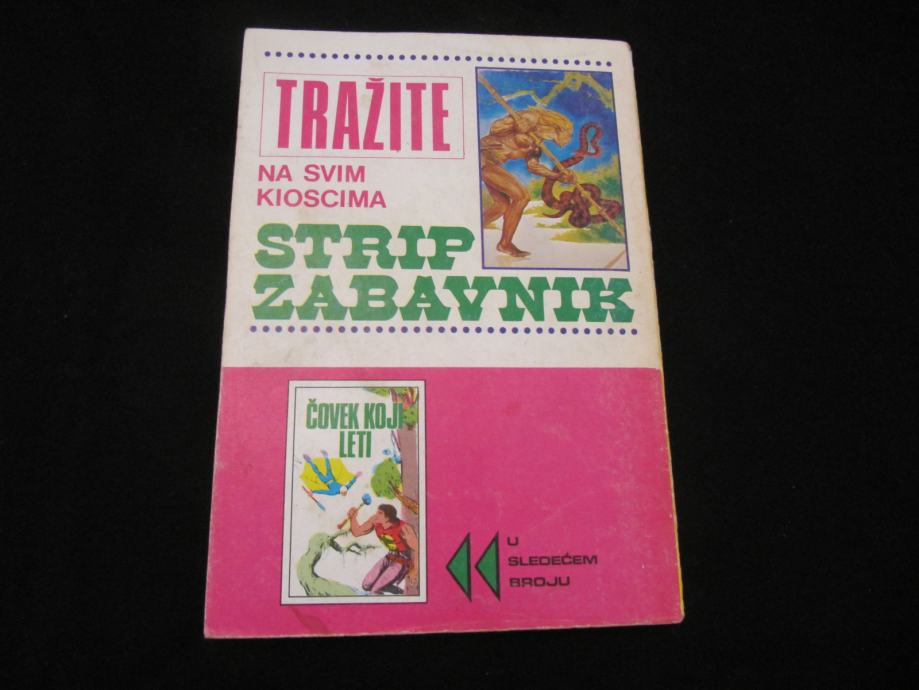 TRAŽITE
NA SVIM
KIOSCIMA
STRIP
ZABAVNIK
ČOVEK KOJI
LETI
U
SLEDEĆEM
BROJU